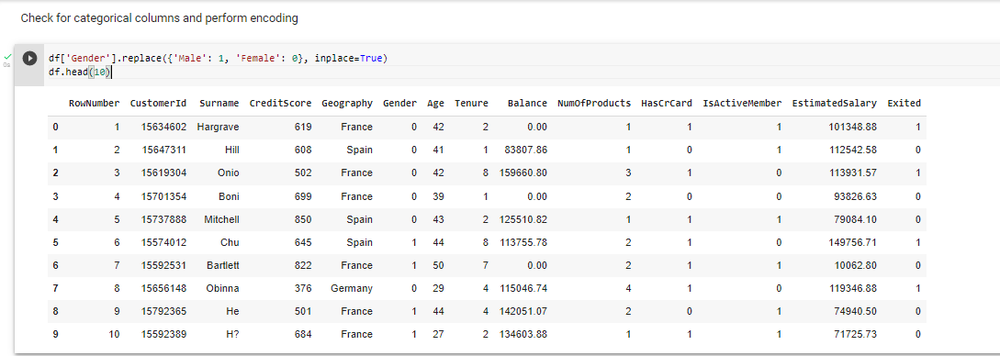 Check for categorical columns and perform encoding
df['Gender'].replace({'Male': 1, 'Female': 0}, inplace=True)
0s df.head(10)
RowNumber CustomerId Surname CreditScore Geography Gender Age Tenure Balance NumOfProducts HasCrCard IsActiveMember EstimatedSalary Exited
0 1 15634602 Hargrave 619 France 0 42 2 0.00 1 1 1 101348.88 1
1 2 15647311 Hill 608 Spain 0 41 1 83807.86 1 0 1 112542.58 0
2 3 15619304 Onio 502 France 0 42 8 159660.80 3 1 0 113931.57 1
3 4 15701354 Boni 699 France 0 39 1 0.00 2 0 0 93826.63 0
4 5 15737888 Mitchell 850 Spain 0 43 2 125510.82 1 1 1 79084.10 0
5 6 15574012 Chu 645 Spain 1 44 8 113755.78 2 1 0 149756.71 1
6 7 15592531 Bartlett 822 France 1 50 7 0.00 2 1 1 10062.80 0
7 8 15656148 Obinna 376 Germany 0 29 4 115046.74 4 1 0 119346.88 1
8 9 15792365 He 501 France 1 44 4 142051.07 2 0 1 74940.50 0
9 10 15592389 H? 684 France 1 27 2 134603.88 1 1 1 71725.73 0